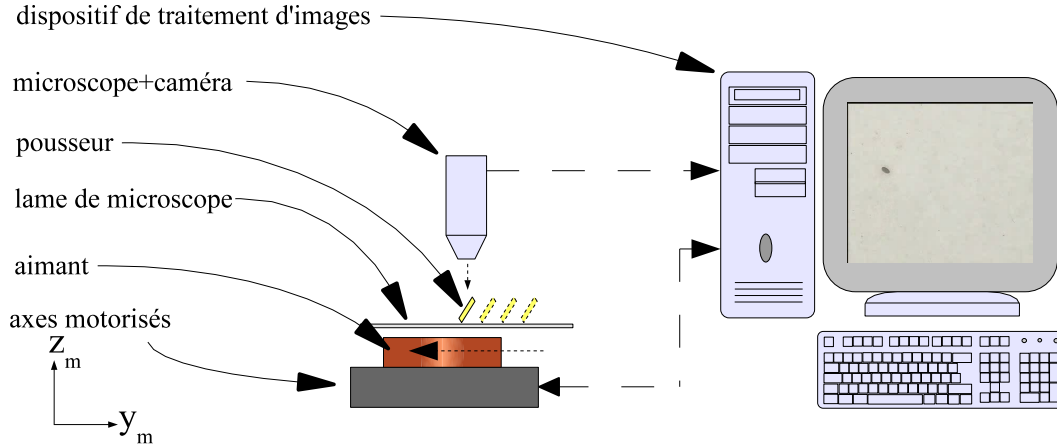 dispositif de traitement d'images
microscope+caméra
pousseur
lame de microscope
aimant
axes motorisés
z
m
y
m